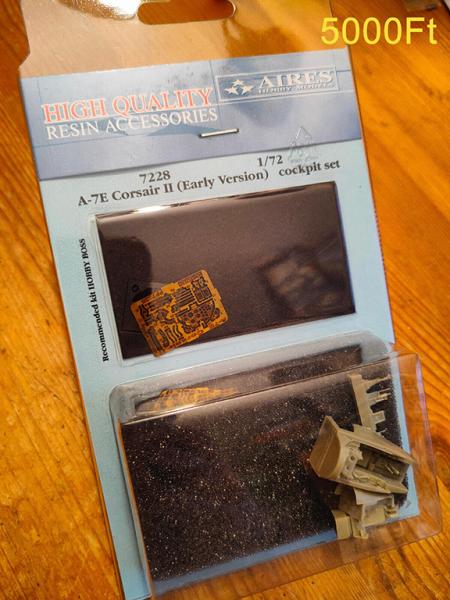 5000Ft
AIRES
HOBBY MODELS
HIGH QUALITY
RESIN ACCESSORIES
7228
1/72
A-7E Corsair II (Early Version)
cockpit set
Recommended kit HOBBY BOSS